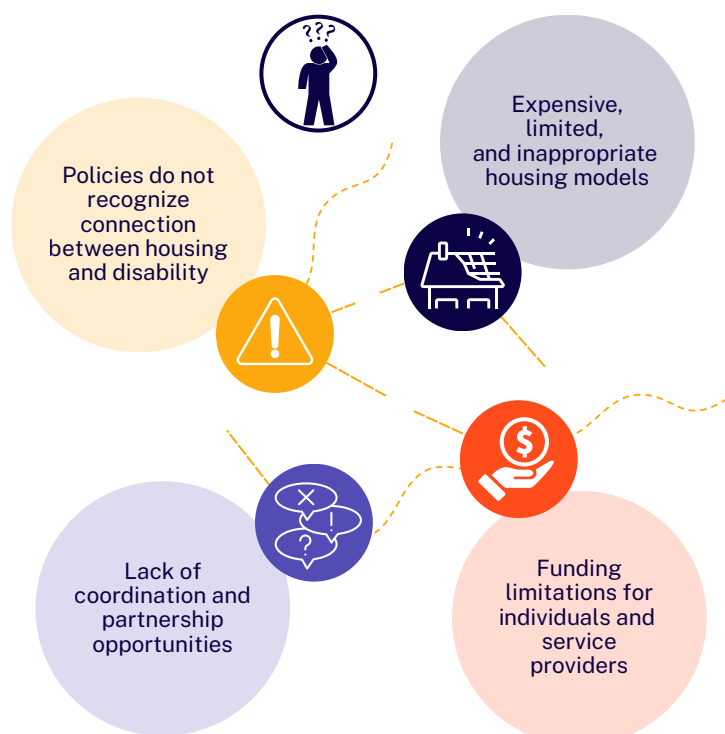 ???
Expensive,
limited,
and inappropriate
housing models
Policies do not
recognize
connection
between housing
and disability
$
!
?
Lack of
coordination and
partnership
opportunities
Funding
limitations for
individuals and
service
providers